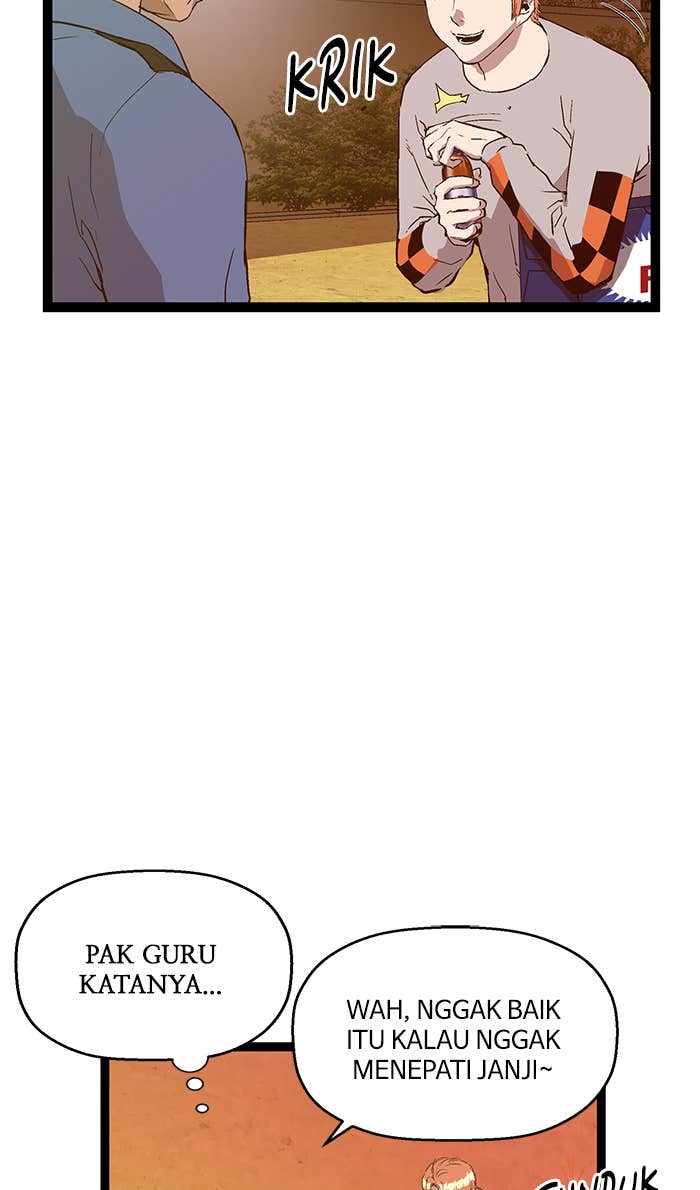 KRIK
PAK GURU
KATANYA...
WAH, NGGAK BAIK
ITU KALAU NGGAK
MENEPATI JANJI~